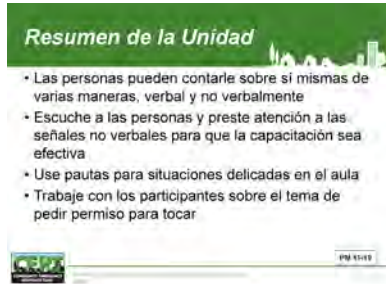 Resumen de la Unidad
• Las personas pueden contarle sobre sí mismas de
varias maneras, verbal y no verbalmente
• Escuche a las personas y preste atención a las
señales no verbales para que la capacitación sea
efectiva
• Use pautas para situaciones delicadas en el aula
• Trabaje con los participantes sobre el tema de
pedir permiso para tocar
CERT